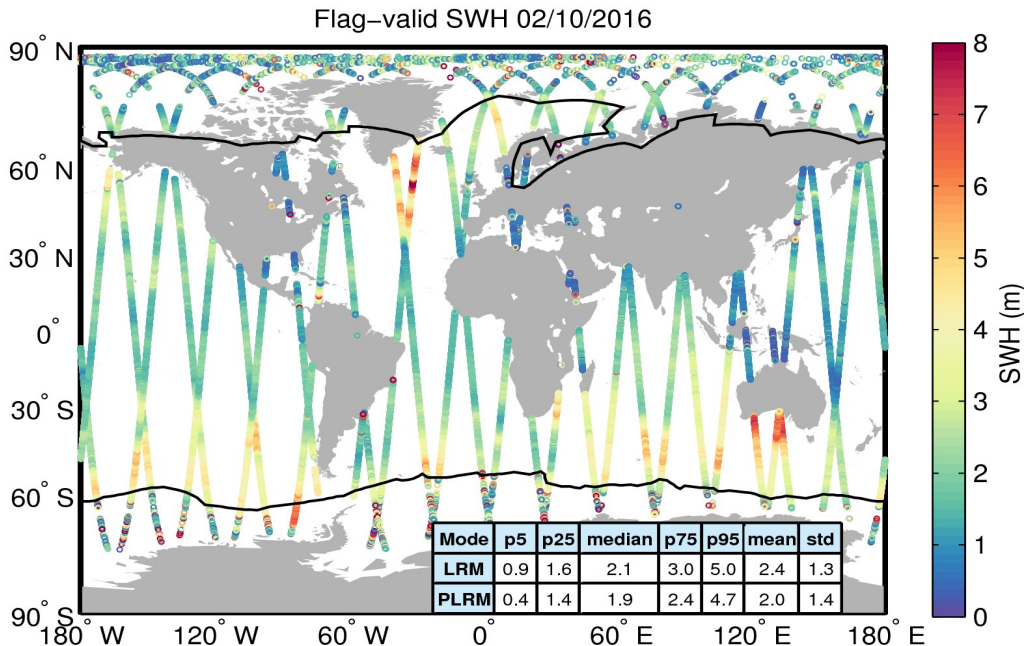 Flag−valid SWH 02/10/2016
90° N
60° N
30° N
0°
30° S
60° S
90° S
180° W
120° W
60° W
0°
60° E
120° E
180° E
8
7
6
5
4
3
2
1
0
SWH (m)
Mode p5 p25 median p75 p95 mean std
LRM 0.9 1.6 2.1 3.0 5.0 2.4 1.3
PLRM 0.4 1.4 1.9 2.4 4.7 2.0 1.4